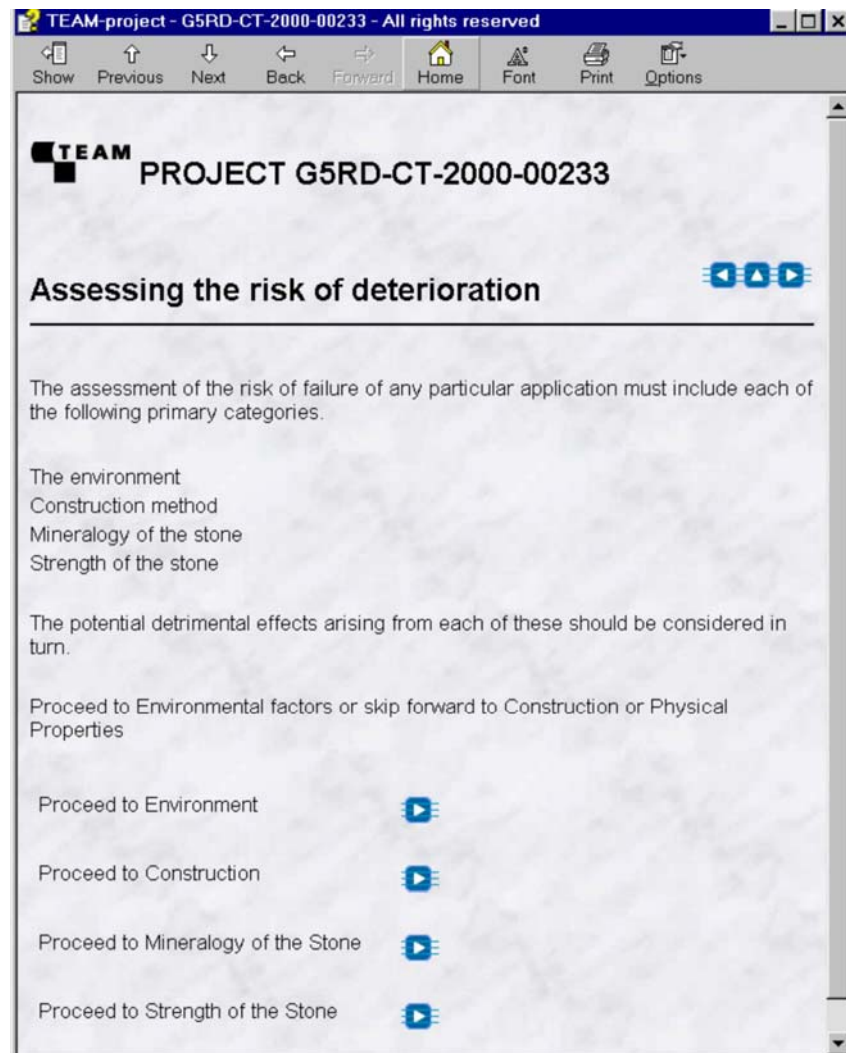 TEAM-project - G5RD-CT-2000-00233 - All rights reserved
Show Previous Next Back Forward Home Font Print Options
TEAM
PROJECT G5RD-CT-2000-00233
Assessing the risk of deterioration
The assessment of the risk of failure of any particular application must include each of
the following primary categories.
The environment
Construction method
Mineralogy of the stone
Strength of the stone
The potential detrimental effects arising from each of these should be considered in
turn.
Proceed to Environmental factors or skip forward to Construction or Physical
Properties
Proceed to Environment
Proceed to Construction
Proceed to Mineralogy of the Stone
Proceed to Strength of the Stone